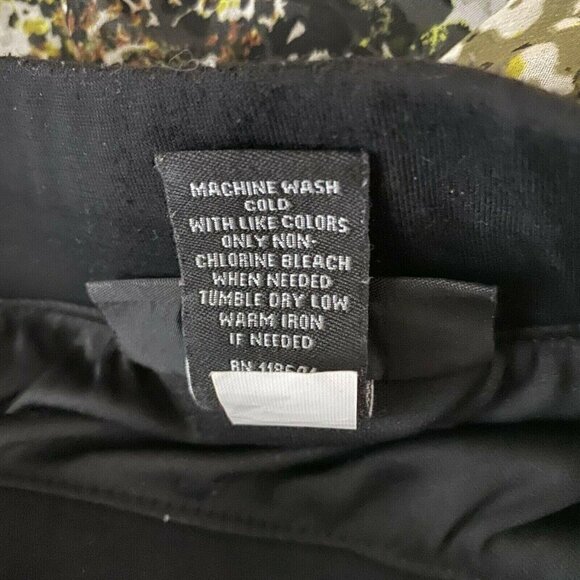 MACHINE WASH
COLD
WITH LIKE COLORS
ONLY NON-
CHLORINE BLEACH
WHEN NEEDED
TUMBLE DRY LOW
WARM IRON
IF NEEDED
RN